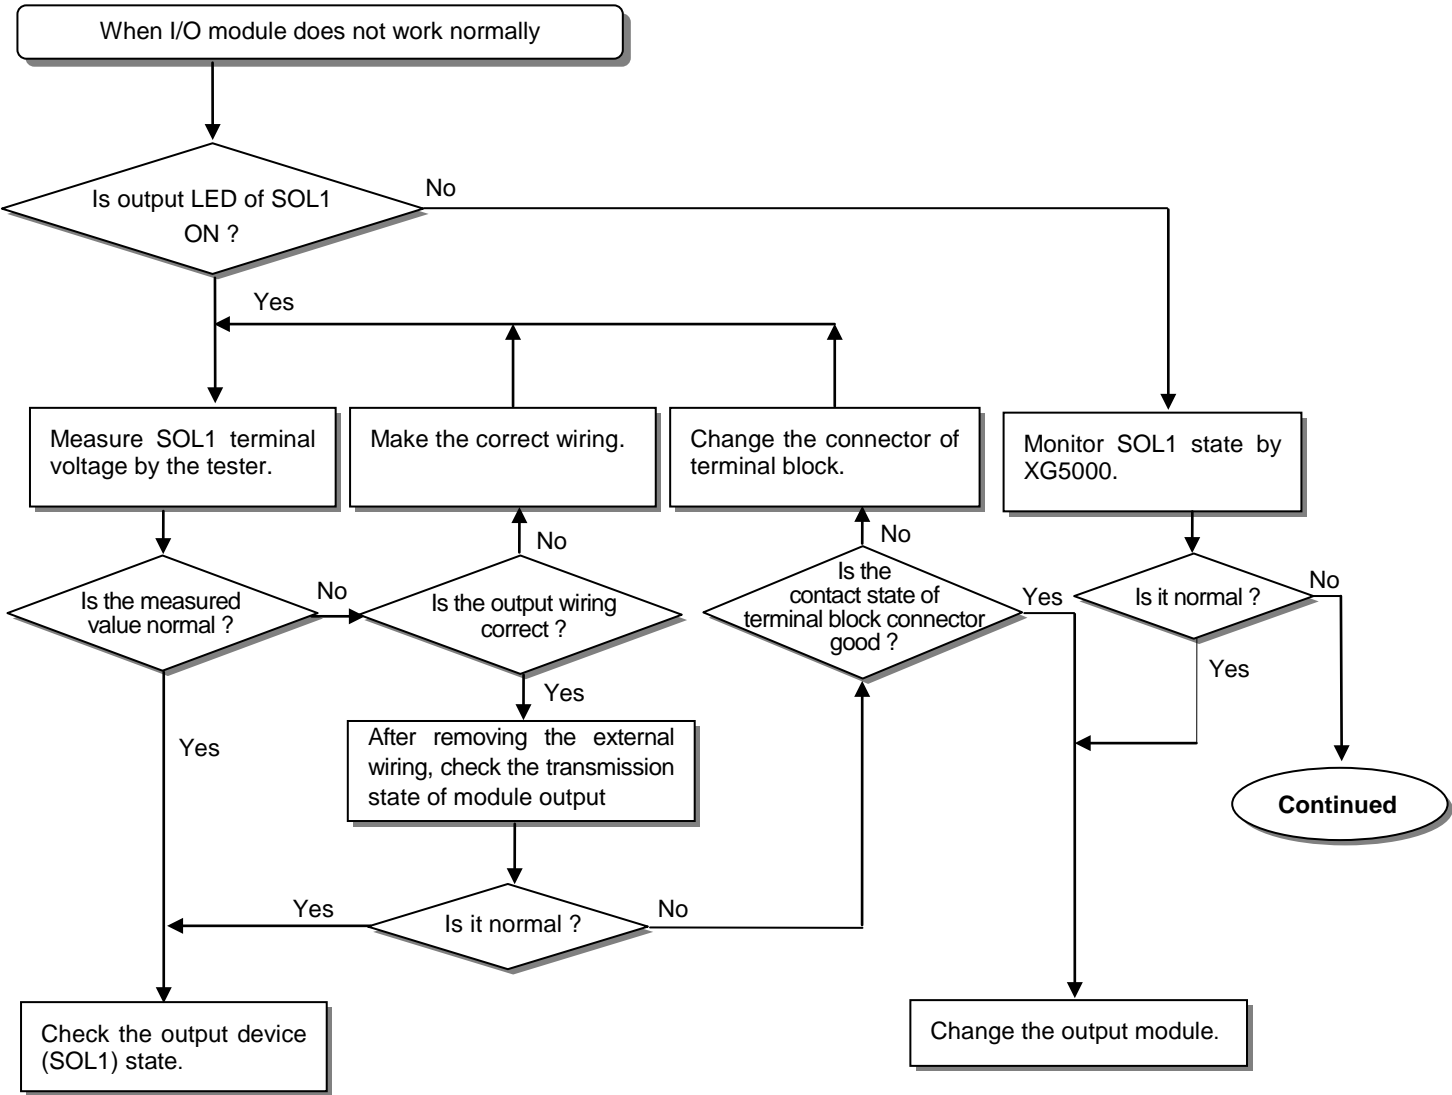 When I/O module does not work normally
Is output LED of SOL1
ON ?
No
Yes
Measure SOL1 terminal
voltage by the tester.
Make the correct wiring.
Change the connector of
terminal block.
Monitor SOL1 state by
XG5000.
No
No
Is the measured
value normal ?
No
Is the output wiring
correct ?
Is the
contact state of
terminal block connector
good ?
Yes
Is it normal ?
No
Yes
Yes
Yes
After removing the external
wiring, check the transmission
state of module output
Continued
Yes
Is it normal ?
No
Check the output device
(SOL1) state.
Change the output module.